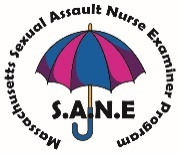 Massachusetts Sexual Assault Nurse Examiner Program
S.A.N.E